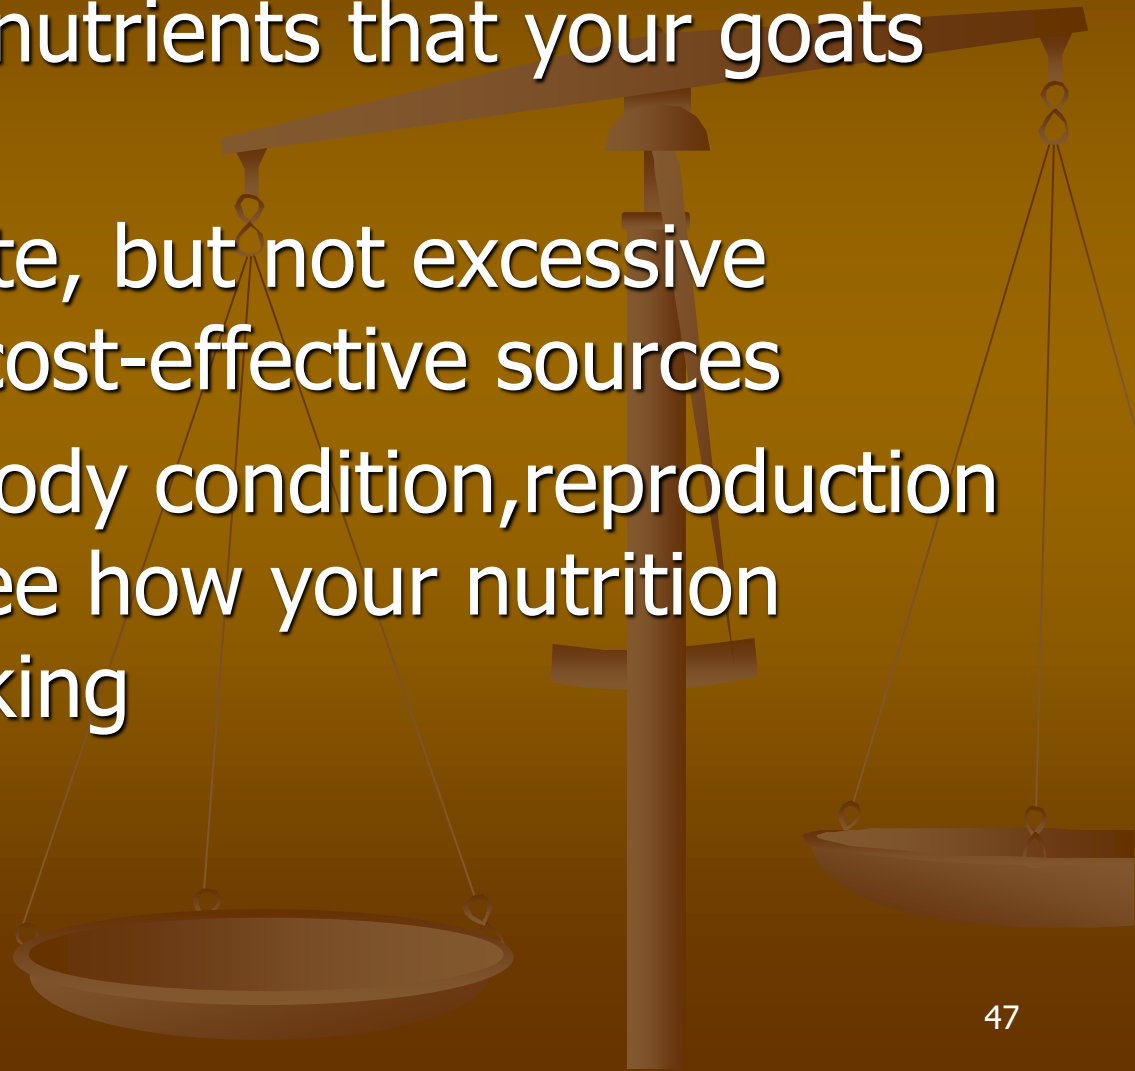 nutrients that your goats
te, but not excessive
cost-effective sources
ody condition,reproduction
ee how your nutrition
king
47